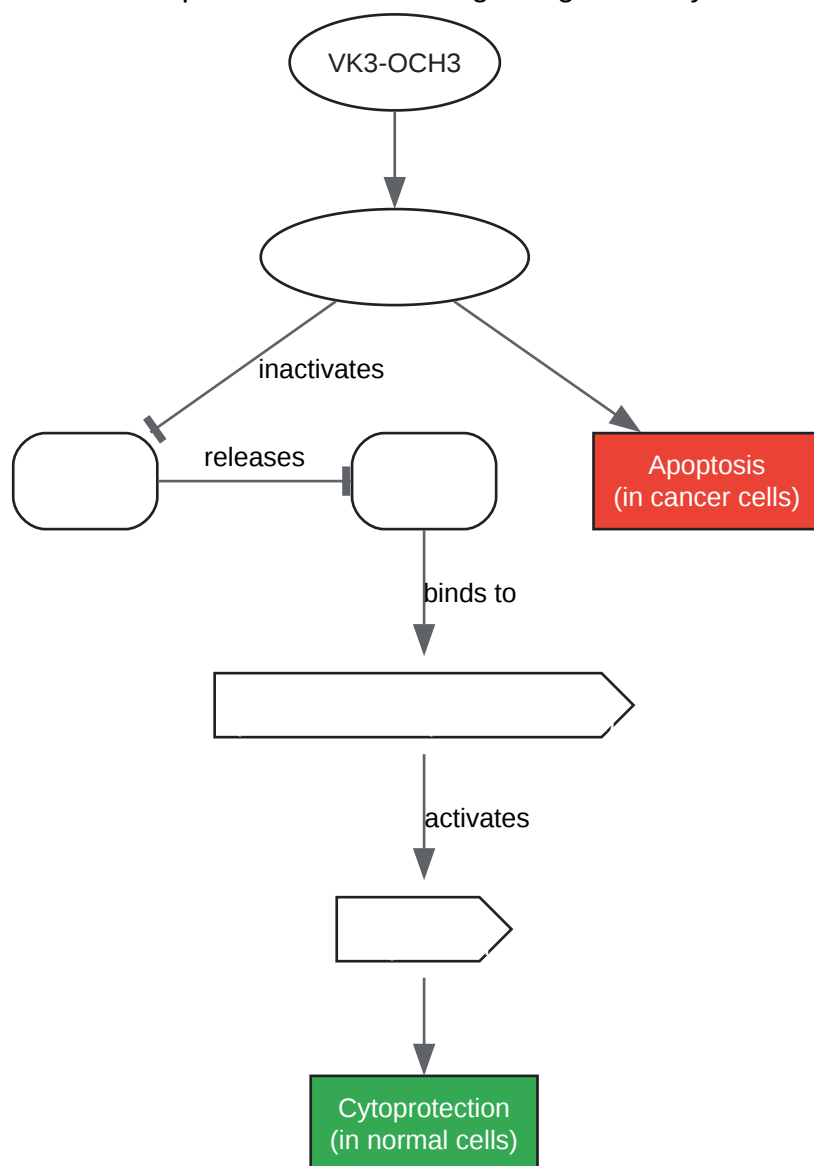 VK3-OCH3
inactivates
releases
Apoptosis
(in cancer cells)
binds to
activates
Cytoprotection
(in normal cells)